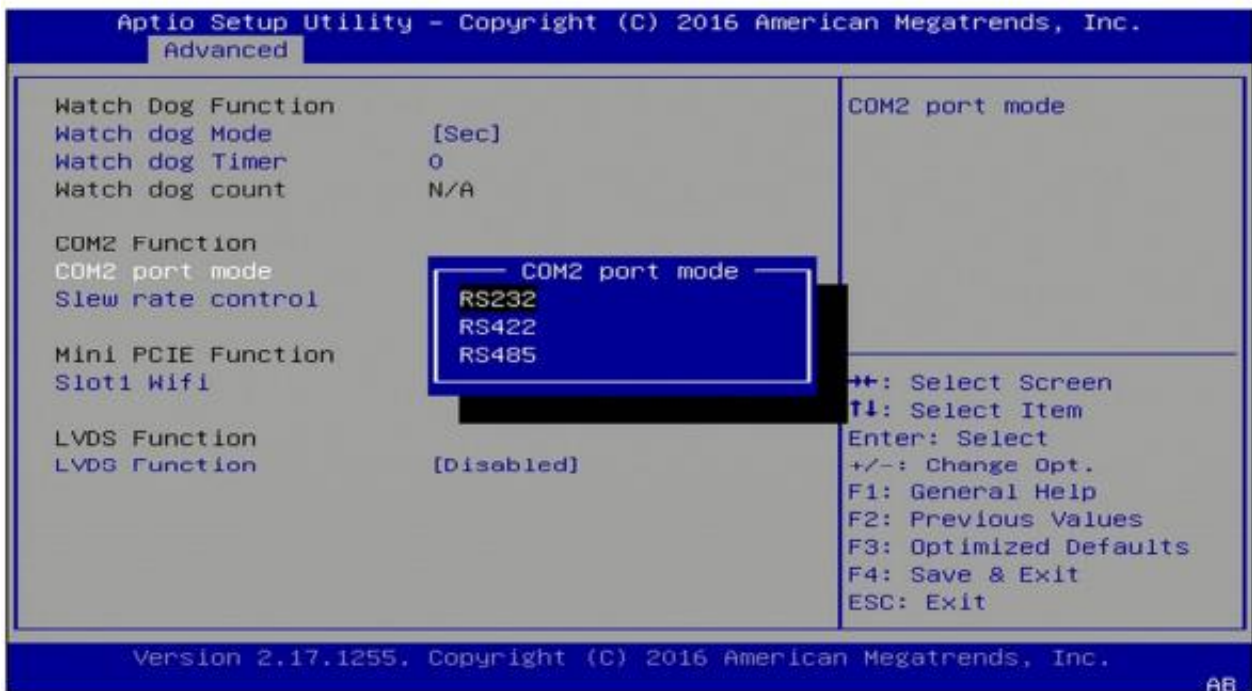 Aptio Setup Utility – Copyright (C) 2016 American Megatrends, Inc.
Advanced
Watch Dog Function
Watch dog Mode [Sec]
Watch dog Timer 0
Watch dog count N/A
COM2 Function
COM2 port mode
Slew rate control
Mini PCIE Function
Slot1 Wifi
LVDS Function
LVDS Function [Disabled]
COM2 port mode
RS232
RS422
RS485
COM2 port mode
→←: Select Screen
↑↓: Select Item
Enter: Select
+/-: Change Opt.
F1: General Help
F2: Previous Values
F3: Optimized Defaults
F4: Save & Exit
ESC: Exit
Version 2.17.1255. Copyright (C) 2016 American Megatrends, Inc.
AB